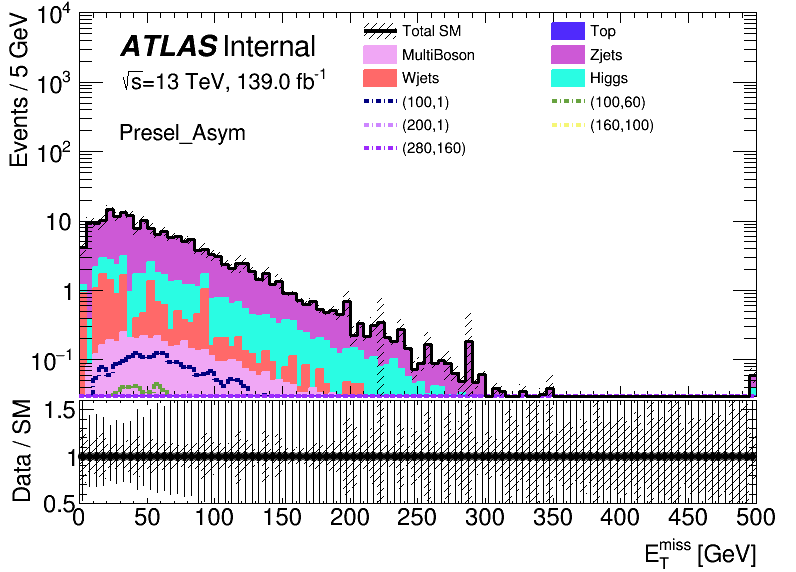 ATLAS Internal
√s=13 TeV, 139.0 fb⁻¹
Presel_Asym
Total SM
Top
MultiBoson
Zjets
Wjets
Higgs
(100,1)
(100,60)
(200,1)
(160,100)
(280,160)
Events / 5 GeV
10⁴
10³
10²
10
1
10⁻¹
Data / SM
1.5
1
0.5
0 50 100 150 200 250 300 350 400 450 500
E_T^miss [GeV]